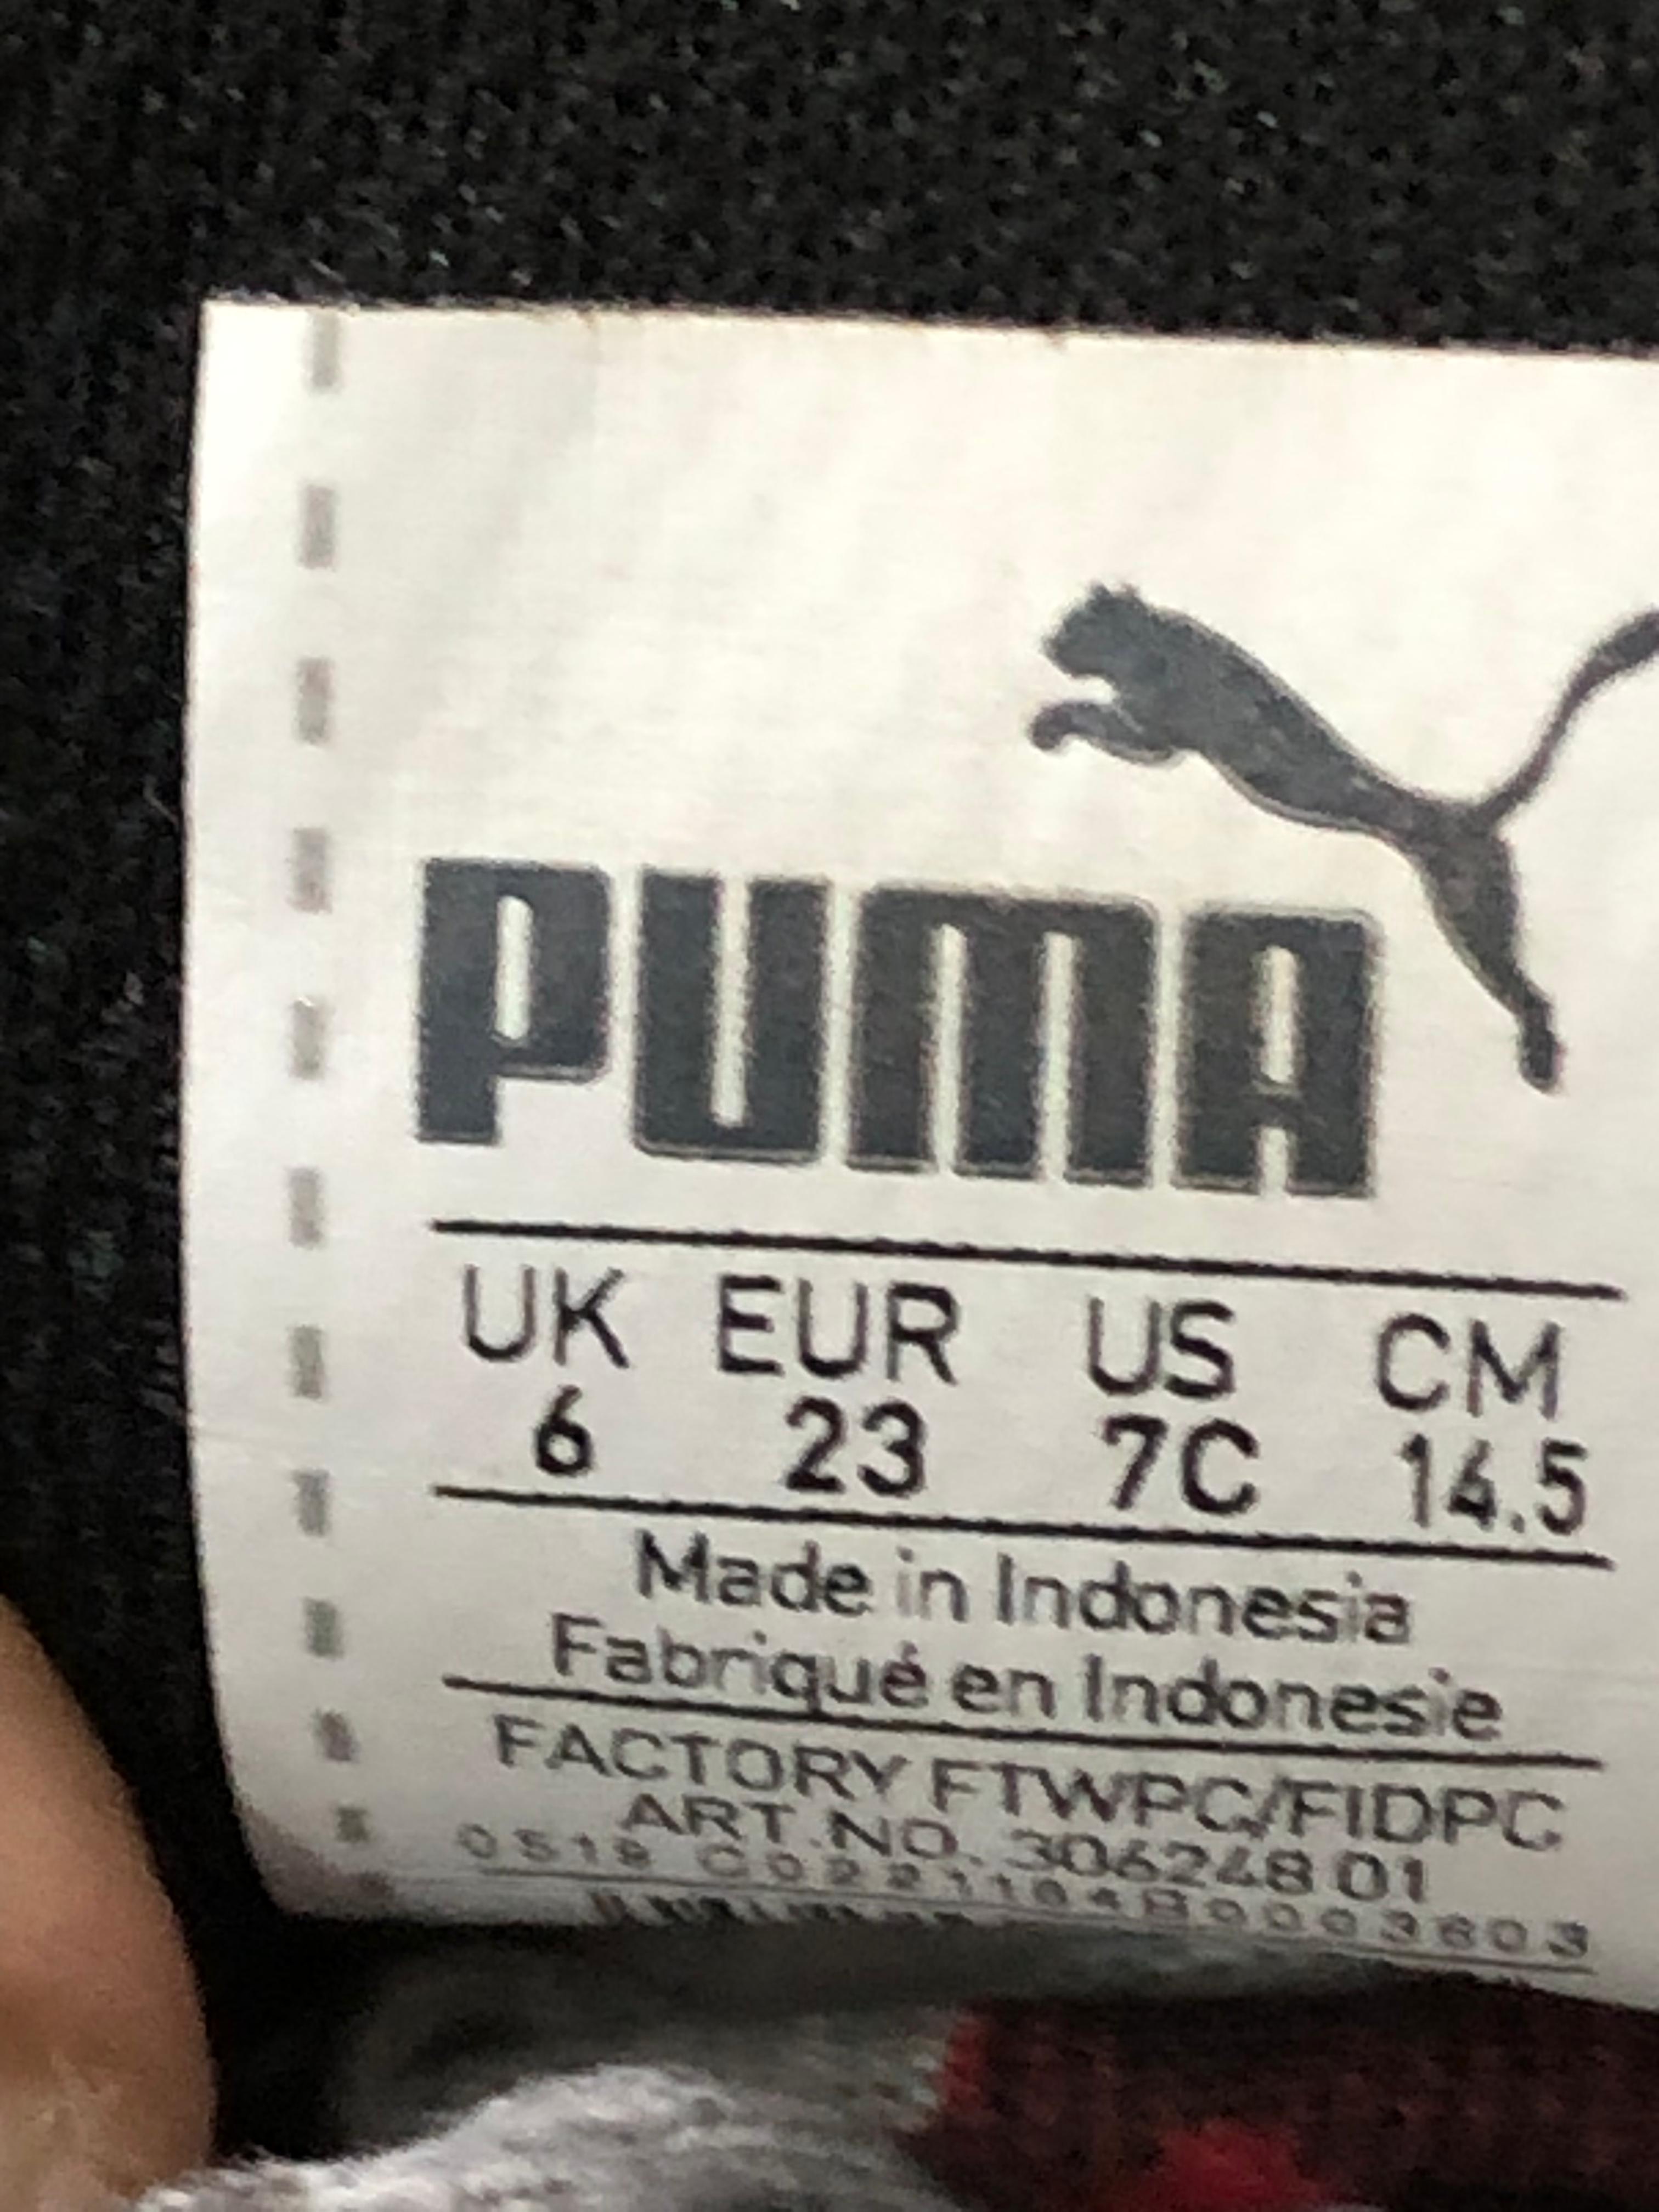 PUMA
UK EUR US CM
6 23 7C 14.5
Made in Indonesia
Fabriqué en Indonesie
FACTORY FTWPC/FIDPC
ART.NO. 306248 01
0518